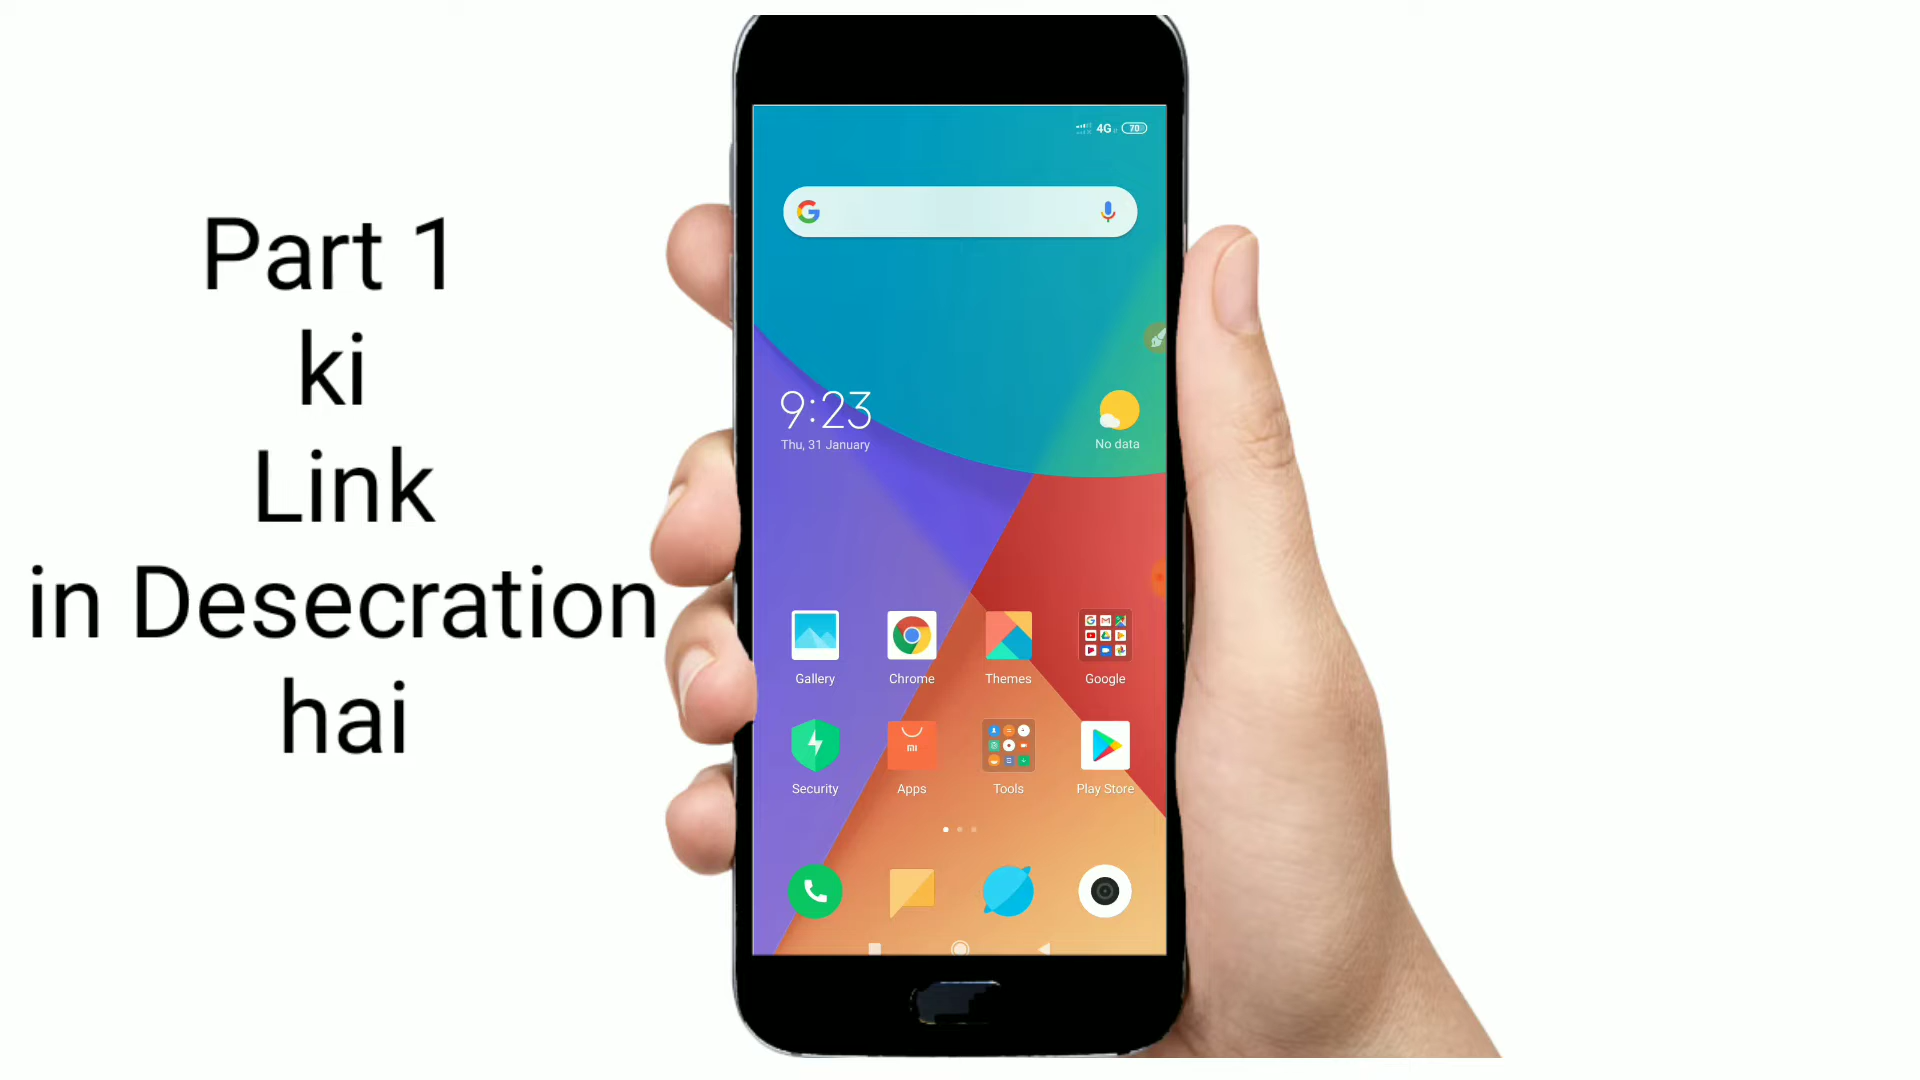 Part 1
ki
Link
in Desecration
hai
4G 70
9:23
Thu, 31 January
No data
Gallery Chrome Themes Google
mi
Security Apps Tools Play Store